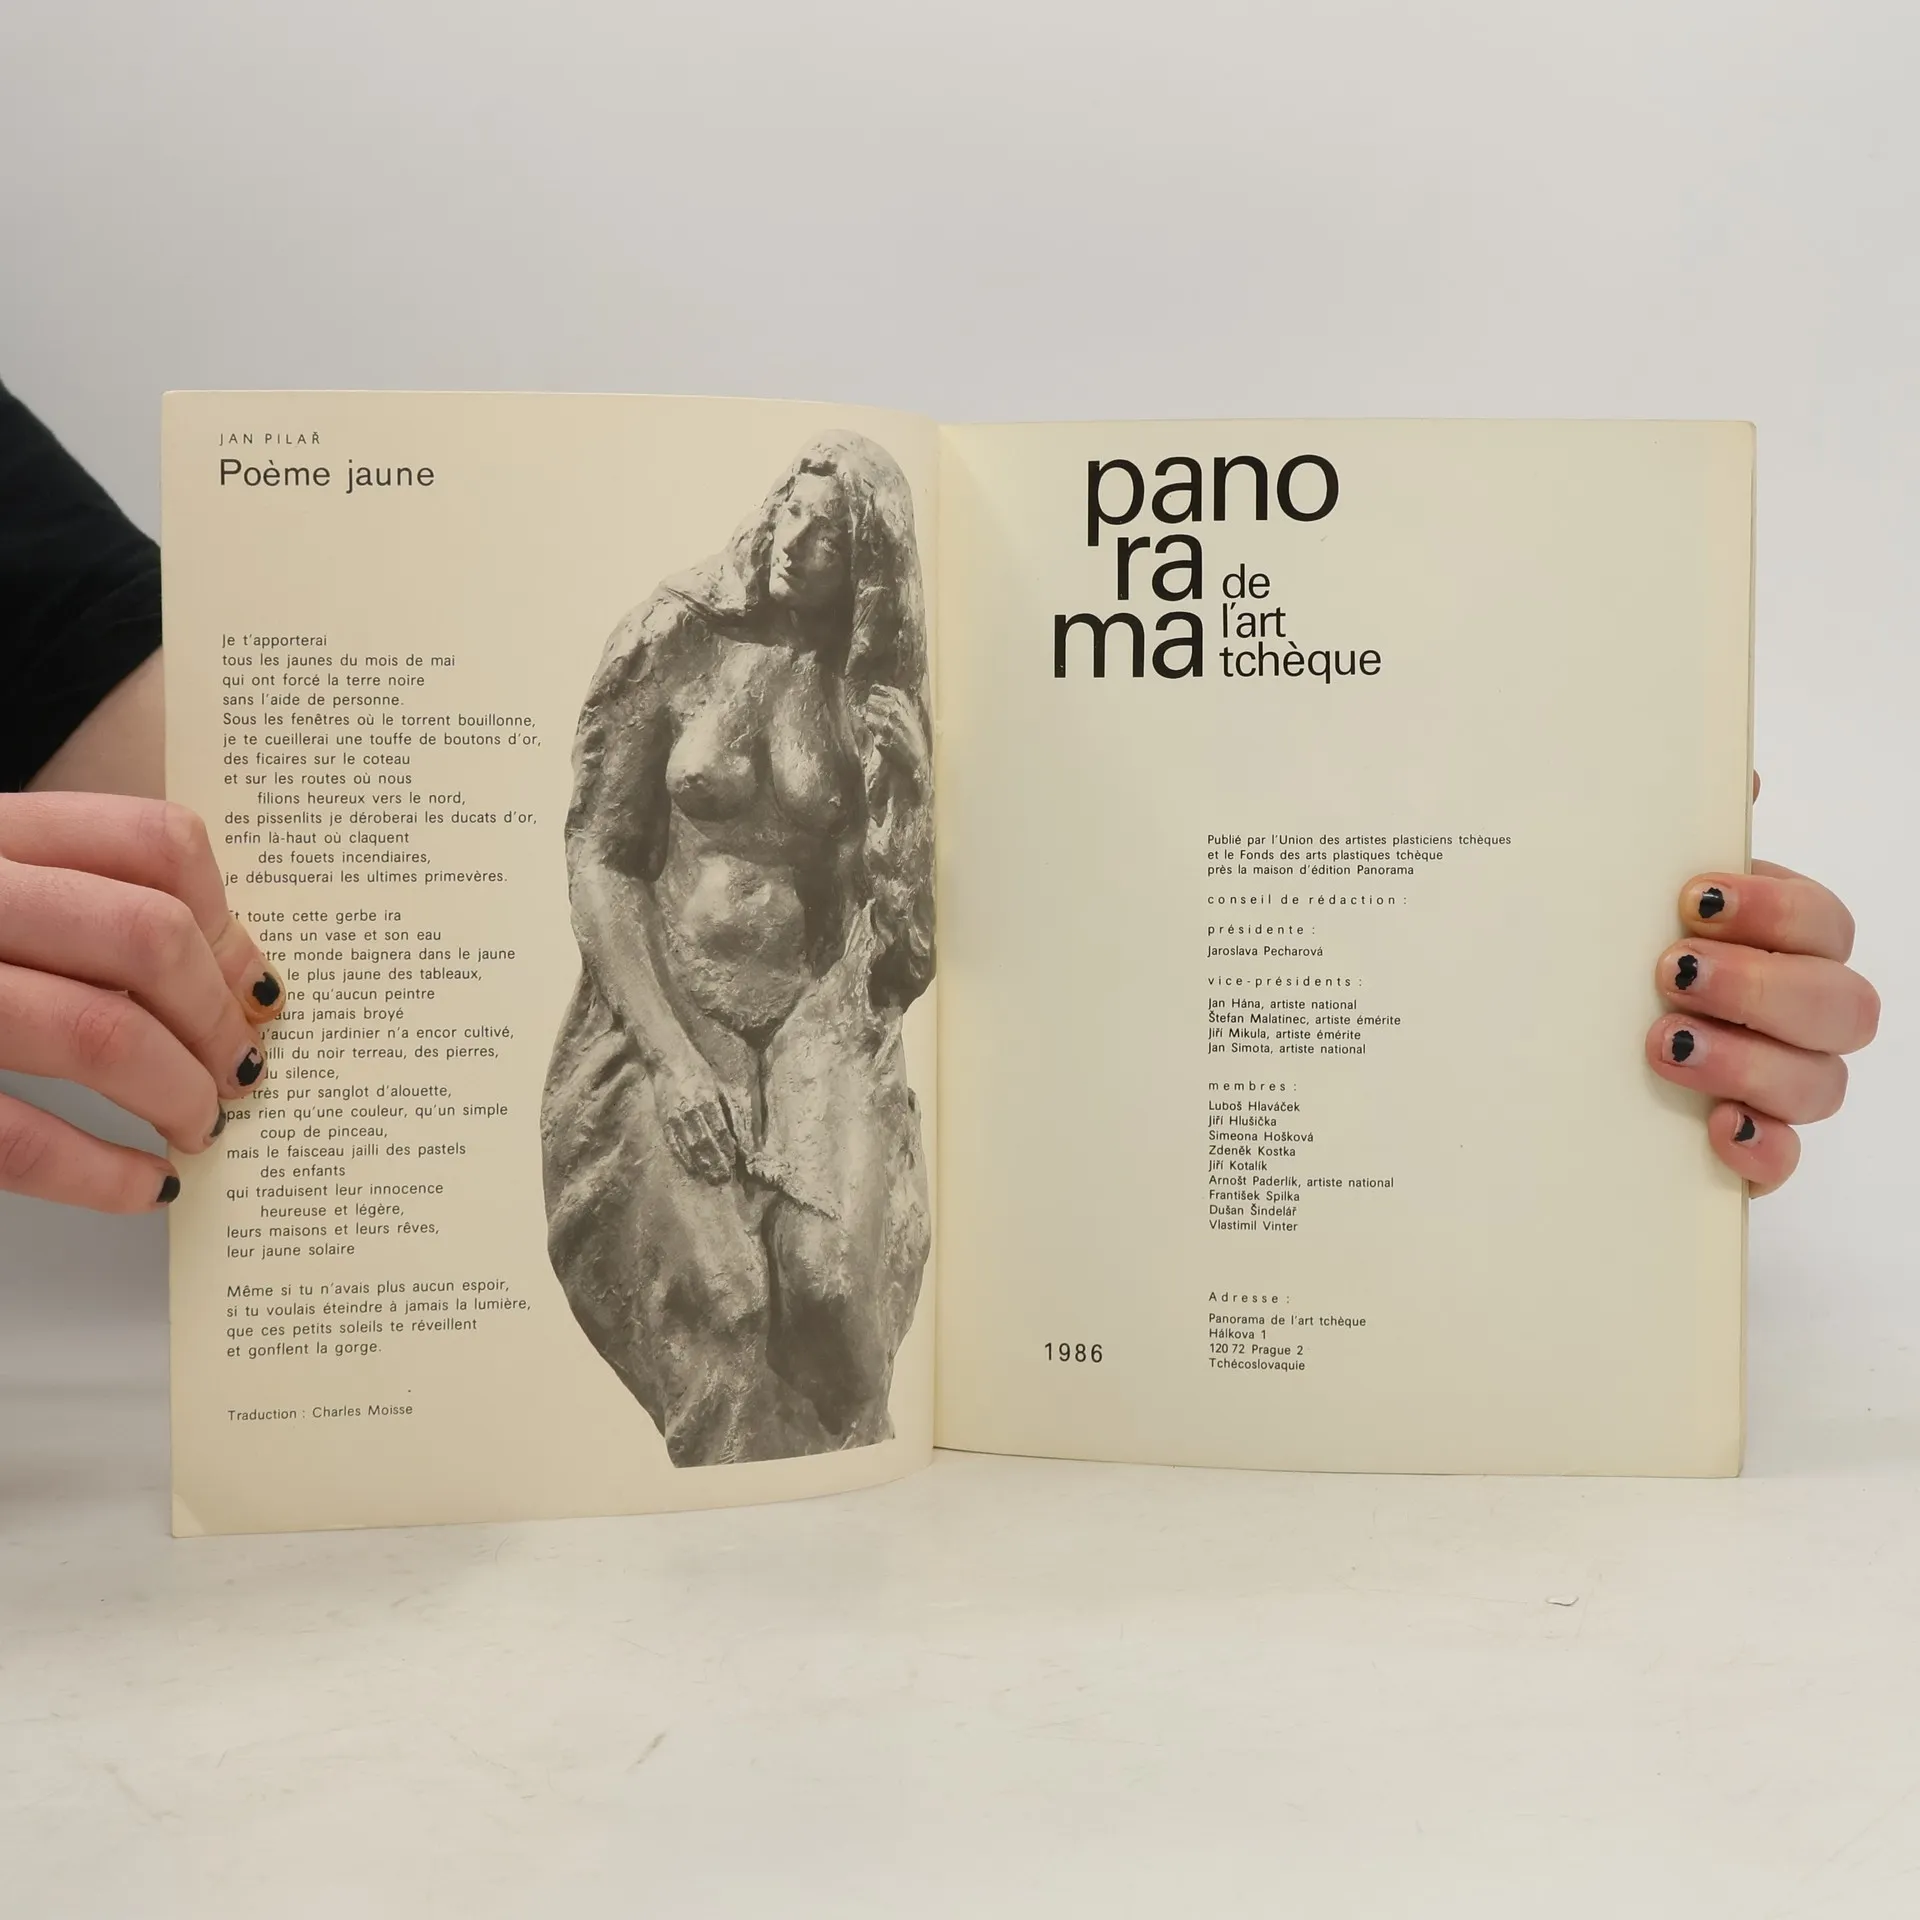 JAN PILAŘ
Poème jaune
Je t'apporterai
tous les jaunes du mois de mai
qui ont forcé la terre noire
sans l'aide de personne.
Sous les fenêtres où le torrent bouillonne,
je te cueillerai une touffe de boutons d'or,
des ficaires sur le coteau
et sur les routes où nous
filions heureux vers le nord,
des pissenlits je déroberai les ducats d'or,
enfin là-haut où claquent
des fouets incendiaires,
je débusquerai les ultimes primevères.
Et toute cette gerbe ira
dans un vase et son eau
monde baignera dans le jaune
le plus jaune des tableaux,
qu'aucun peintre
aura jamais broyé
qu'aucun jardinier n'a encor cultivé,
du noir terreau, des pierres,
du silence,
très pur sanglot d'alouette,
pas rien qu'une couleur, qu'un simple
coup de pinceau,
mais le faisceau jailli des pastels
des enfants
qui traduisent leur innocence
heureuse et légère,
leurs maisons et leurs rêves,
leur jaune solaire
Même si tu n'avais plus aucun espoir,
si tu voulais éteindre à jamais la lumière,
que ces petits soleils te réveillent
et gonflent la gorge.
Traduction : Charles Moisse
pano
ra
ma
de
l'art
tchèque
Publié par l'Union des artistes plasticiens tchèques
et le Fonds des arts plastiques tchèque
près la maison d'édition Panorama
conseil de rédaction :
présidente :
Jaroslava Pecharová
vice-présidents :
Jan Hána, artiste national
Štefan Malatinec, artiste émérite
Jiří Mikula, artiste émérite
Jan Simota, artiste national
membres :
Luboš Hlaváček
Jiří Hlušička
Simeona Hošková
Zdeněk Kostka
Jiří Kotalík
Arnošt Paderlík, artiste national
František Spilka
Dušan Šindelář
Vlastimil Vinter
Adresse :
Panorama de l'art tchèque
Hálkova 1
120 72 Prague 2
Tchécoslovaquie
1986